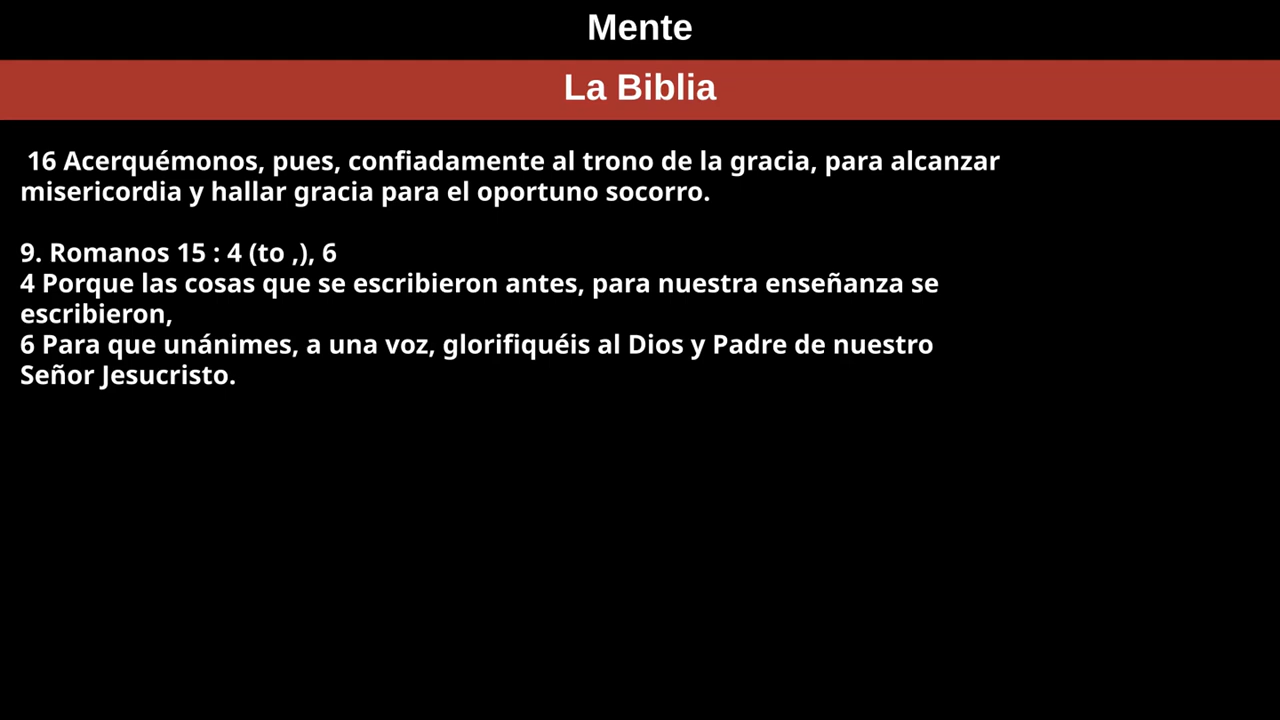 Mente
La Biblia
16 Acerquémonos, pues, confiadamente al trono de la gracia, para alcanzar
misericordia y hallar gracia para el oportuno socorro.
9. Romanos 15 : 4 (to ,), 6
4 Porque las cosas que se escribieron antes, para nuestra enseñanza se
escribieron,
6 Para que unánimes, a una voz, glorifiquéis al Dios y Padre de nuestro
Señor Jesucristo.